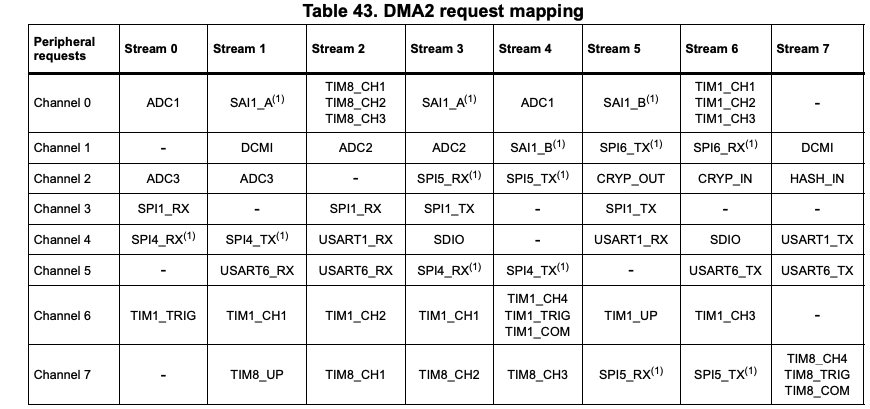 Table 43. DMA2 request mapping
Peripheral requests | Stream 0 | Stream 1 | Stream 2 | Stream 3 | Stream 4 | Stream 5 | Stream 6 | Stream 7
Channel 0 | ADC1 | SAI1_A(1) | TIM8_CH1 TIM8_CH2 TIM8_CH3 | SAI1_A(1) | ADC1 | SAI1_B(1) | TIM1_CH1 TIM1_CH2 TIM1_CH3 | -
Channel 1 | - | DCMI | ADC2 | ADC2 | SAI1_B(1) | SPI6_TX(1) | SPI6_RX(1) | DCMI
Channel 2 | ADC3 | ADC3 | - | SPI5_RX(1) | SPI5_TX(1) | CRYP_OUT | CRYP_IN | HASH_IN
Channel 3 | SPI1_RX | - | SPI1_RX | SPI1_TX | - | SPI1_TX | - | -
Channel 4 | SPI4_RX(1) | SPI4_TX(1) | USART1_RX | SDIO | - | USART1_RX | SDIO | USART1_TX
Channel 5 | - | USART6_RX | USART6_RX | SPI4_RX(1) | SPI4_TX(1) | - | USART6_TX | USART6_TX
Channel 6 | TIM1_TRIG | TIM1_CH1 | TIM1_CH2 | TIM1_CH1 | TIM1_CH4 TIM1_TRIG TIM1_COM | TIM1_UP | TIM1_CH3 | -
Channel 7 | - | TIM8_UP | TIM8_CH1 | TIM8_CH2 | TIM8_CH3 | SPI5_RX(1) | SPI5_TX(1) | TIM8_CH4 TIM8_TRIG TIM8_COM